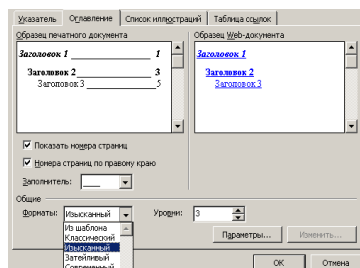 Указатель Оглавление Список иллюстраций Таблица ссылок
Образец печатного документа Образец Web-документа
Заголовок 1 1 Заголовок 1
Заголовок 2 3 Заголовок 2
Заголовок 3 5 Заголовок 3
Показать номера страниц
Номера страниц по правому краю
Заполнитель:
Общие
Форматы: Изысканный Уровни: 3
Из шаблона
Классический
Изысканный
Затейливый
Современный
Параметры... Изменить...
ОК Отмена